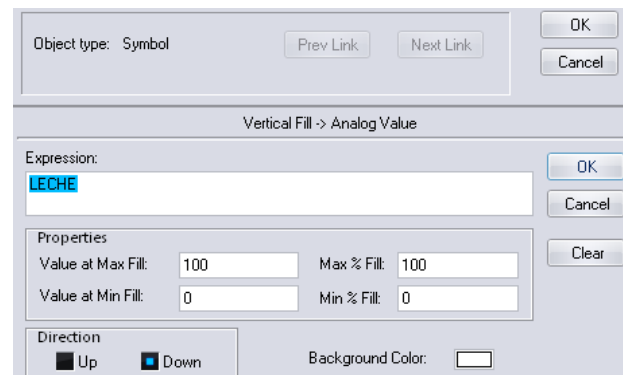 Object type: Symbol
Prev Link
Next Link
OK
Cancel
Vertical Fill -> Analog Value
Expression:
LECHE
OK
Cancel
Clear
Properties
Value at Max Fill: 100 Max % Fill: 100
Value at Min Fill: 0 Min % Fill: 0
Direction
Up Down
Background Color: